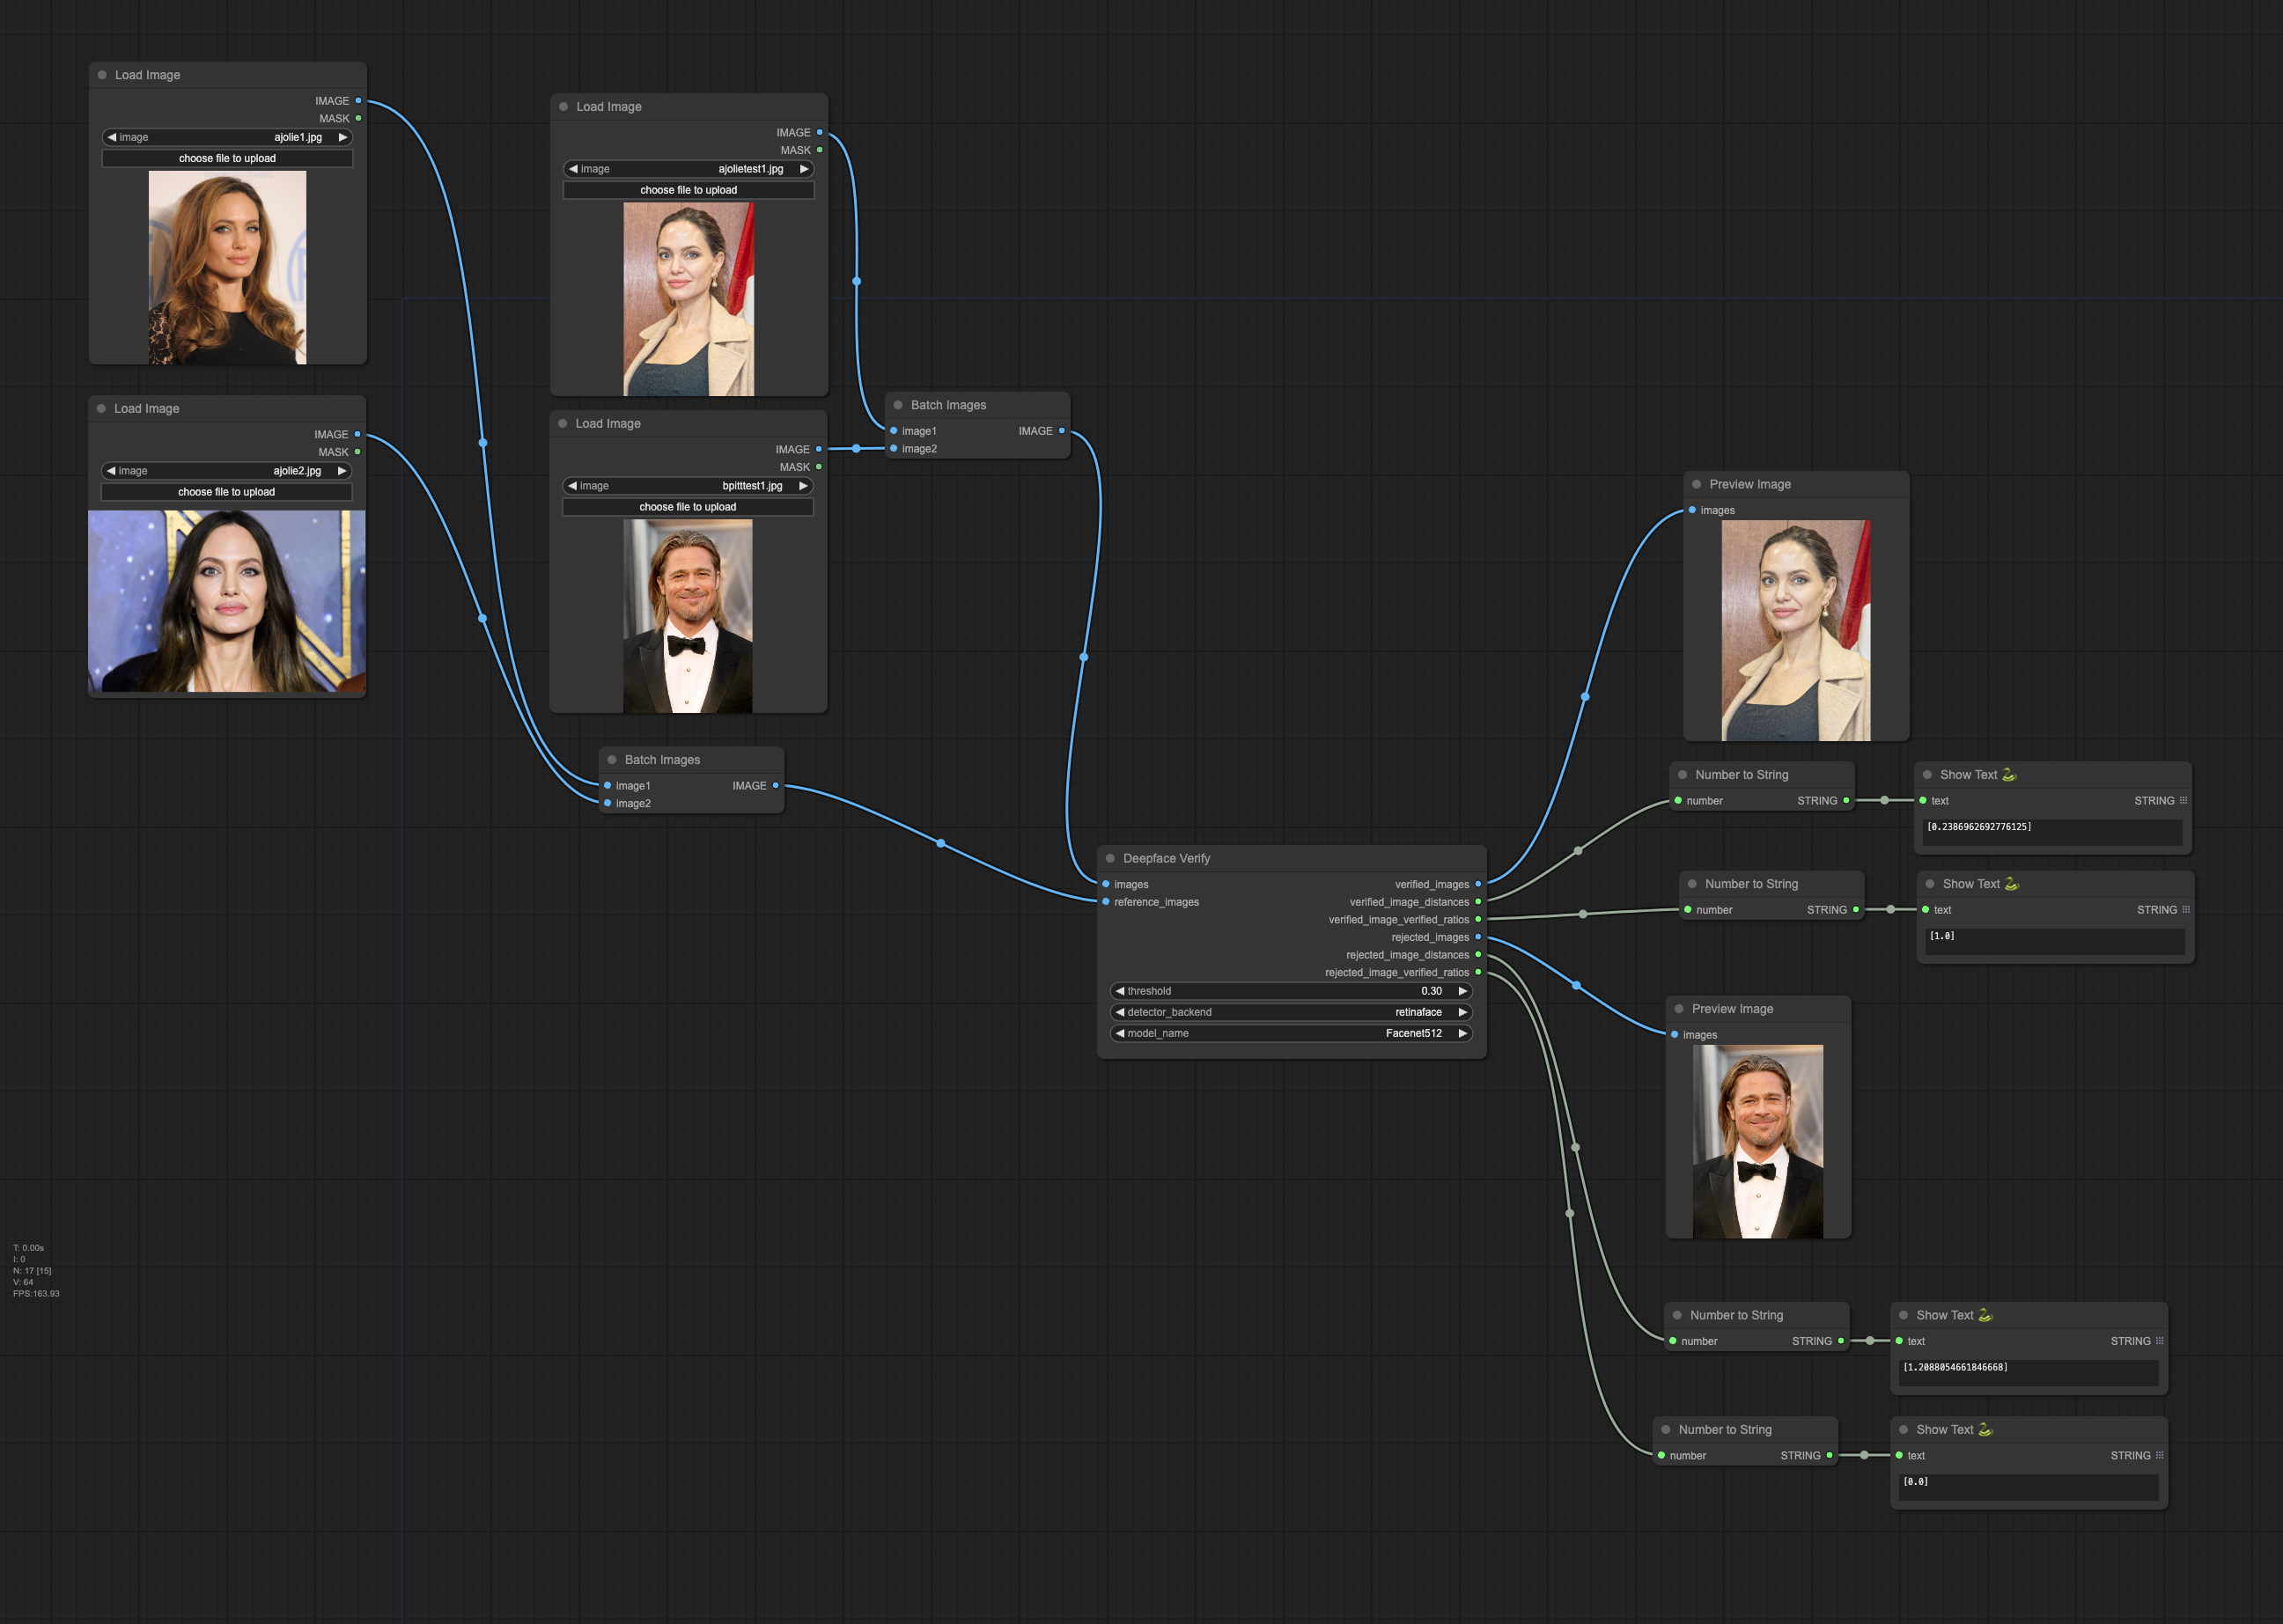 Load Image
IMAGE
MASK
image ajolie1.jpg
choose file to upload
Load Image
IMAGE
MASK
image ajolietest1.jpg
choose file to upload
Load Image
IMAGE
MASK
image ajolie2.jpg
choose file to upload
Load Image
IMAGE
MASK
image bpitttest1.jpg
choose file to upload
Batch Images
image1 IMAGE
image2
Batch Images
image1 IMAGE
image2
Deepface Verify
images verified_images
reference_images verified_image_distances
verified_image_verified_ratios
rejected_images
rejected_image_distances
rejected_image_verified_ratios
threshold 0.30
detector_backend retinaface
model_name Facenet512
Preview Image
images
Number to String
number STRING
Show Text
text STRING
[0.2386962692776125]
Number to String
number STRING
Show Text
text STRING
[1.0]
Preview Image
images
Number to String
number STRING
Show Text
text STRING
[1.2088054661846668]
Number to String
number STRING
Show Text
text STRING
[0.0]
T: 0.00s
I: 0
N: 17 [15]
V: 64
FPS:163.93